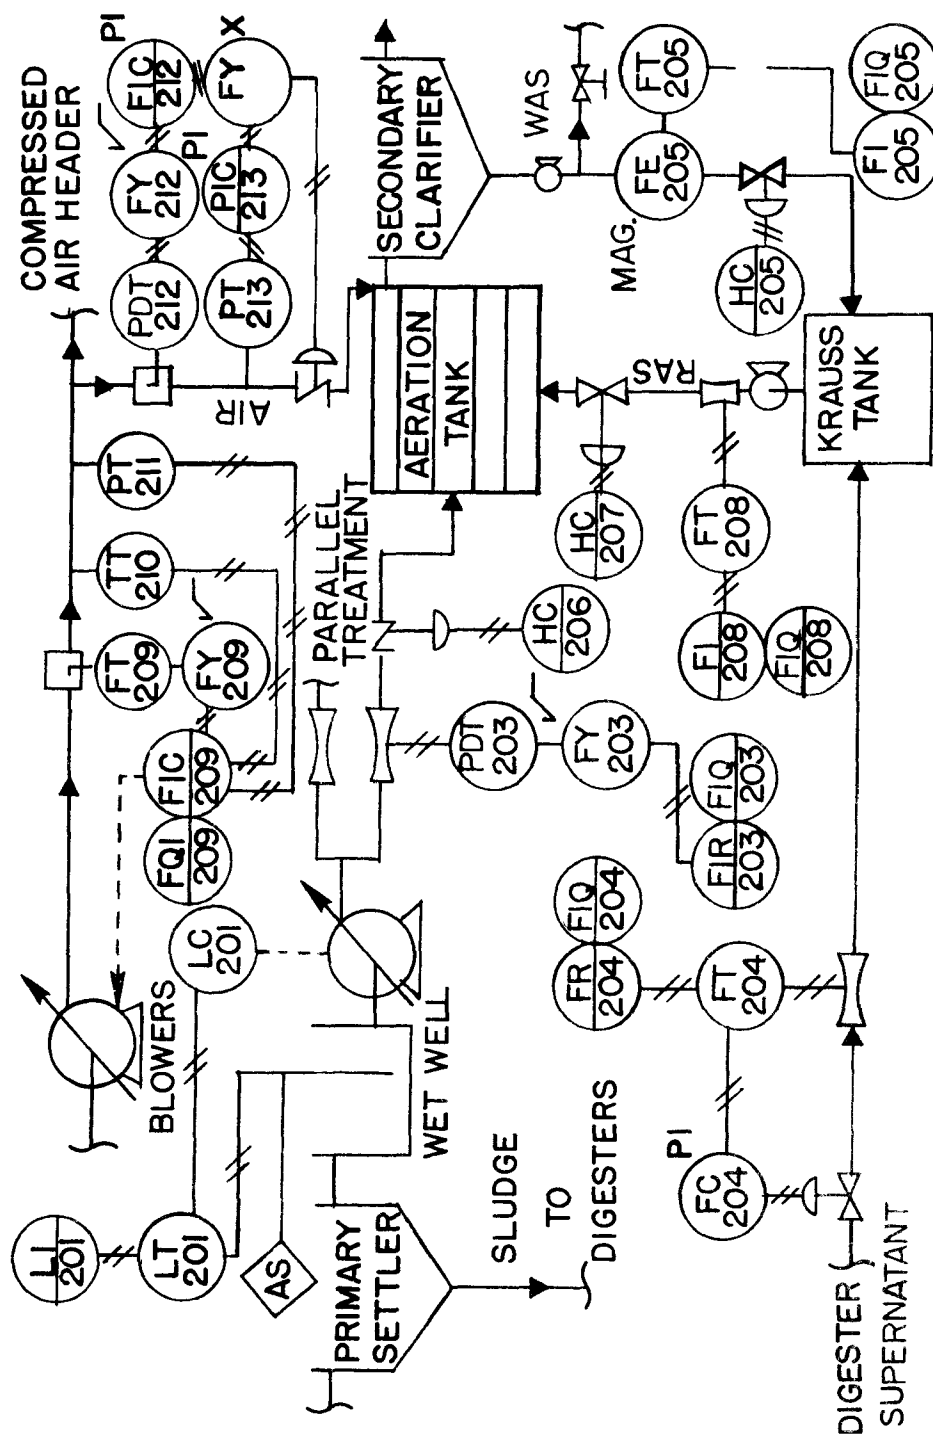 LI
201
LT
201
AS
PRIMARY
SETTLER
SLUDGE
TO
DIGESTERS
DIGESTER
SUPERNATANT
BLOWERS
LC
201
WET WELL
PI
FC
204
FT
204
FR
204
FIQ
204
FQI
209
FIC
209
FY
209
FT
209
TT
210
PT
211
PARALLEL
TREATMENT
PDT
203
FY
203
FIR
203
FIQ
203
HC
206
HC
207
FT
208
FI
208
FIQ
208
COMPRESSED
AIR HEADER
PDT
212
FY
212
PI
FIC
212
X
FY
PI
PIC
213
PT
213
AIR
AERATION
TANK
SECONDARY
CLARIFIER
WAS
MAG.
FE
205
FT
205
HC
205
FI
205
FIQ
205
RAS
KRAUSS
TANK